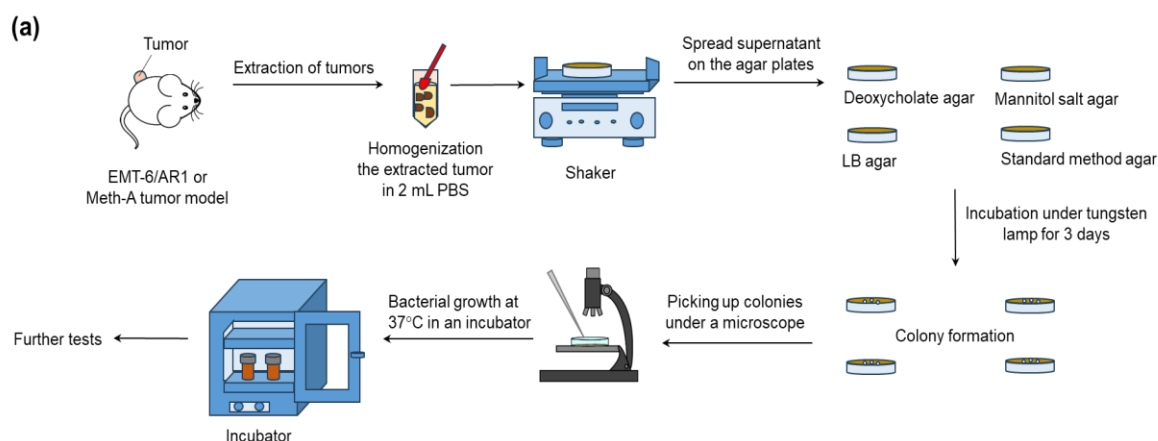 (a)
Tumor
EMT-6/AR1 or
Meth-A tumor model
Extraction of tumors
Homogenization
the extracted tumor
in 2 mL PBS
Shaker
Spread supernatant
on the agar plates
Deoxycholate agar
Mannitol salt agar
LB agar
Standard method agar
Incubation under tungsten
lamp for 3 days
Colony formation
Picking up colonies
under a microscope
Bacterial growth at
37°C in an incubator
Incubator
Further tests